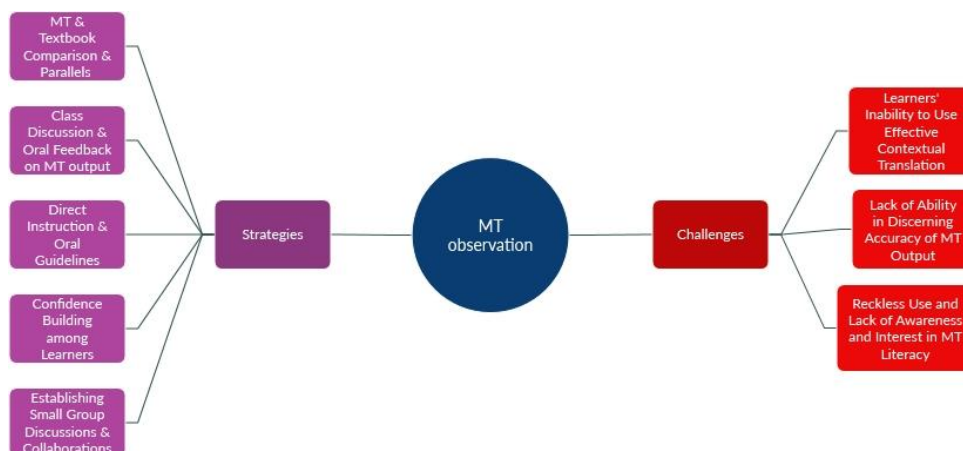 MT &
Textbook
Comparison &
Parallels
Class
Discussion &
Oral Feedback
on MT output
Direct
Instruction &
Oral
Guidelines
Confidence
Building
among
Learners
Establishing
Small Group
Discussions &
Collaborations
Strategies
MT
observation
Challenges
Learners'
Inability to Use
Effective
Contextual
Translation
Lack of Ability
in Discerning
Accuracy of MT
Output
Reckless Use and
Lack of Awareness
and Interest in MT
Literacy